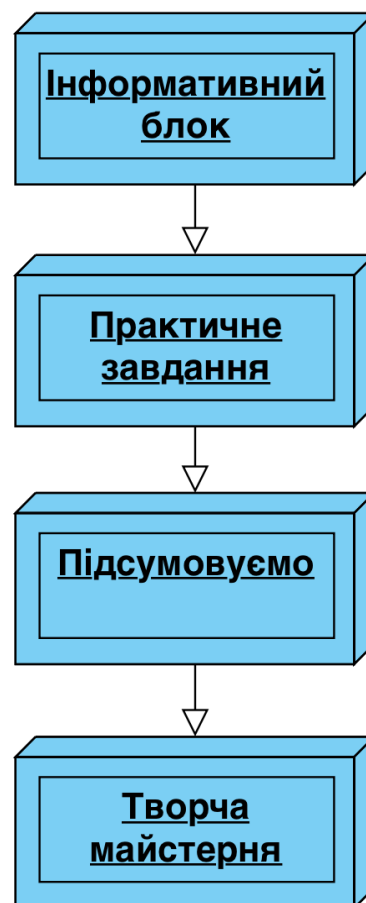 Інформативний
блок
Практичне
завдання
Підсумовуємо
Творча
майстерня